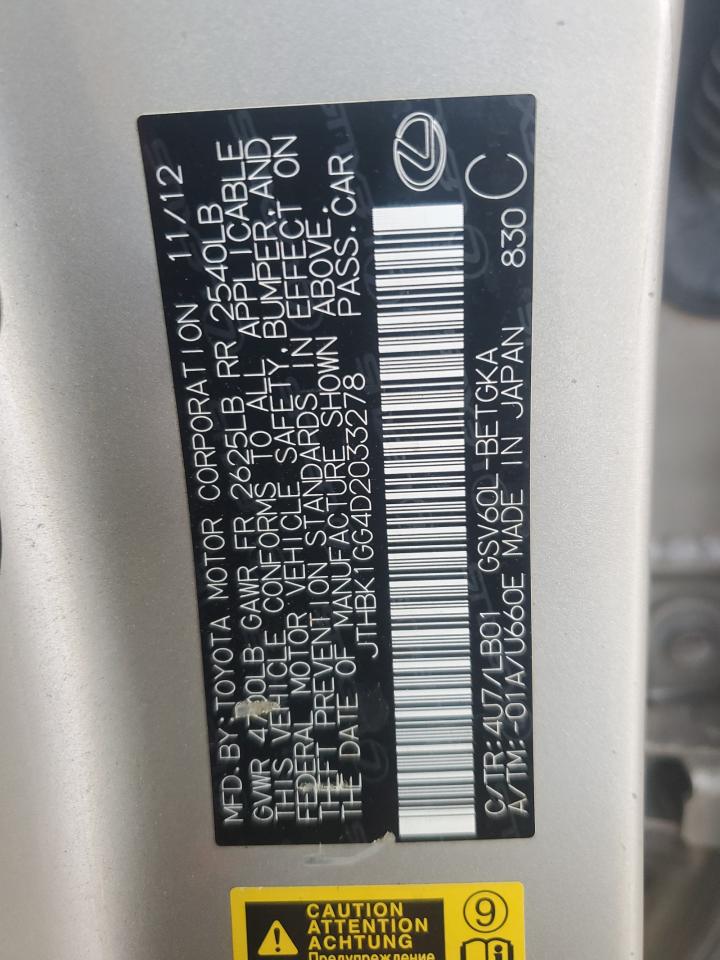 MFD. BY: TOYOTA MOTOR CORPORATION 11/12
GVWR 4700LB GAWR FR 2625LB RR 2540LB
THIS VEHICLE CONFORMS TO ALL APPLICABLE
FEDERAL MOTOR VEHICLE SAFETY, BUMPER, AND
THEFT PREVENTION STANDARDS IN EFFECT ON
THE DATE OF MANUFACTURE SHOWN ABOVE.
JTHBK1GG4D2033278 PASS. CAR
C/TR: 4U7/LB01 GSV60L-BETGKA
A/TM: -01A/U660E MADE IN JAPAN 830 C
CAUTION
ATTENTION
ACHTUNG
Предупреждение
9